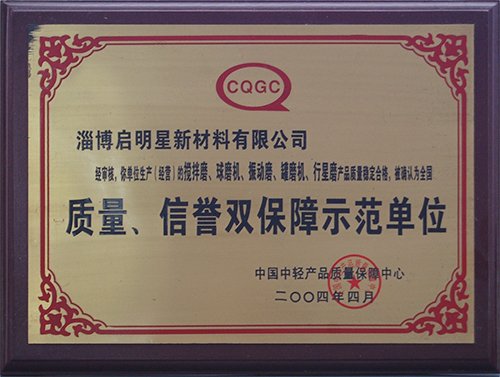 CQGC
淄博启明星新材料有限公司
经审核，你单位生产（经营）的搅拌磨、球磨机、振动磨、罐磨机、行星磨产品质量稳定合格，被确认为全国
质量、信誉双保障示范单位
中国中轻产品质量保障中心
二〇〇四年四月